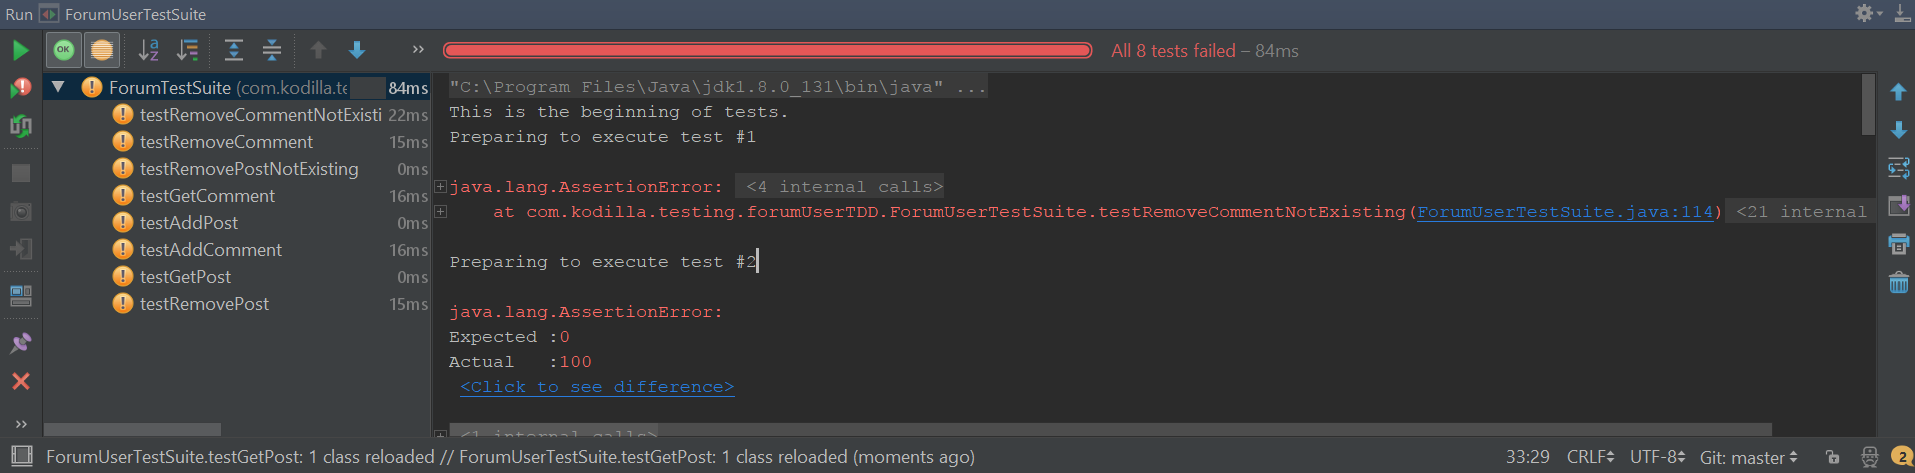 Run ForumUserTestSuite
All 8 tests failed – 84ms
ForumTestSuite (com.kodilla.te 84ms
testRemoveCommentNotExisti 22ms
testRemoveComment 15ms
testRemovePostNotExisting 0ms
testGetComment 16ms
testAddPost 0ms
testAddComment 16ms
testGetPost 0ms
testRemovePost 15ms
"C:\Program Files\Java\jdk1.8.0_131\bin\java" ...
This is the beginning of tests.
Preparing to execute test #1
java.lang.AssertionError: <4 internal calls>
at com.kodilla.testing.forumUserTDD.ForumUserTestSuite.testRemoveCommentNotExisting(ForumUserTestSuite.java:114) <21 internal
Preparing to execute test #2
java.lang.AssertionError:
Expected :0
Actual :100
<Click to see difference>
<1 internal calls>
ForumUserTestSuite.testGetPost: 1 class reloaded // ForumUserTestSuite.testGetPost: 1 class reloaded (moments ago) 33:29 CRLF UTF-8 Git: master 2